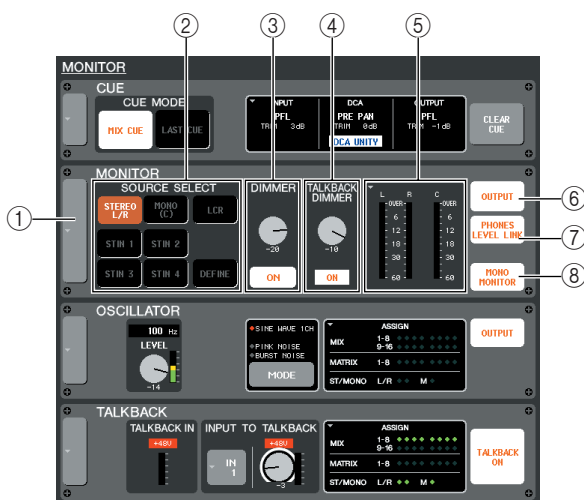 ② ③ ④ ⑤
MONITOR
CUE
CUE MODE
MIX CUE
LAST CUE
INPUT
PFL
TRIM 3dB
DCA
PRE PAN
TRIM 0dB
DCA UNITY
OUTPUT
PFL
TRIM -1dB
CLEAR
CUE
①
MONITOR
SOURCE SELECT
STEREO
L/R
MONO
(C)
LCR
STIN 1
STIN 2
STIN 3
STIN 4
DEFINE
DIMMER
-20
ON
TALKBACK
DIMMER
-10
ON
L R C
OVER OVER
6 6
12 12
18 18
30 30
60 60
OUTPUT
⑥
PHONES
LEVEL LINK
⑦
MONO
MONITOR
⑧
OSCILLATOR
100 Hz
LEVEL
-14
SINE WAVE 1CH
PINK NOISE
BURST NOISE
MODE
ASSIGN
MIX 1-8
9-16
MATRIX 1-8
ST/MONO L/R M
OUTPUT
TALKBACK
TALKBACK IN
+48V
INPUT TO TALKBACK
IN
1
+48V
-3
ASSIGN
MIX 1-8
9-16
MATRIX 1-8
ST/MONO L/R M
TALKBACK
ON